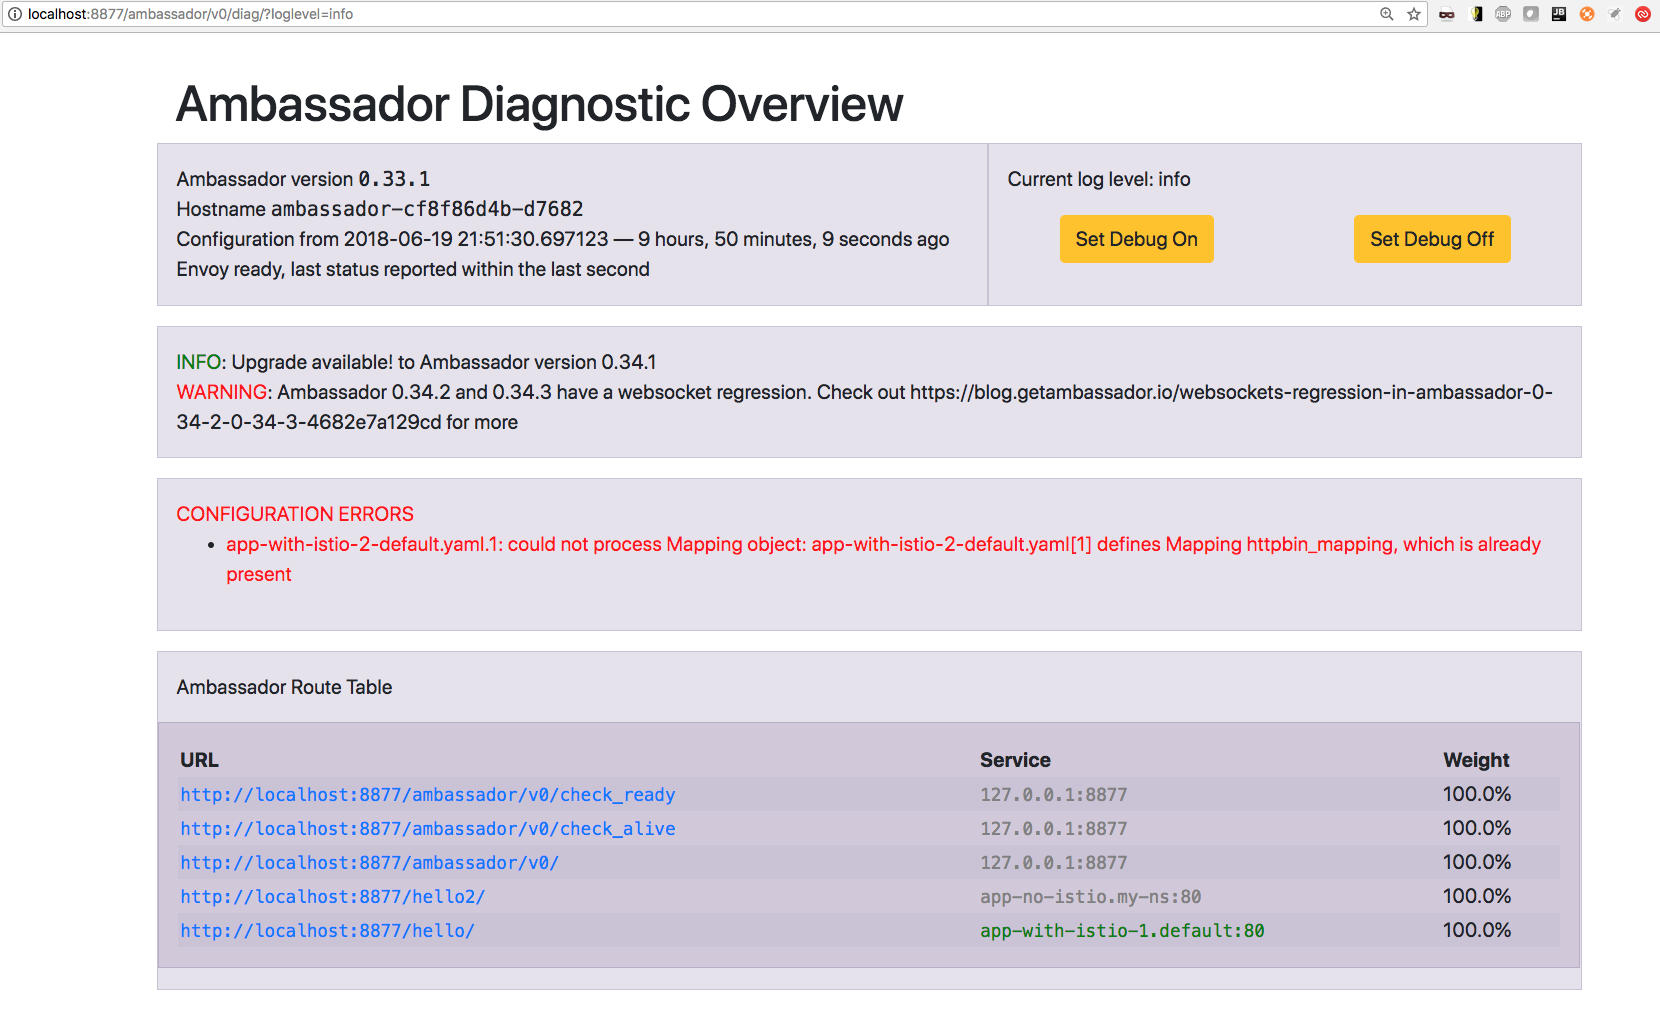 localhost:8877/ambassador/v0/diag/?loglevel=info
ABP
JB
Ambassador Diagnostic Overview
Ambassador version 0.33.1
Hostname ambassador-cf8f86d4b-d7682
Configuration from 2018-06-19 21:51:30.697123 — 9 hours, 50 minutes, 9 seconds ago
Envoy ready, last status reported within the last second
Current log level: info
Set Debug On
Set Debug Off
INFO: Upgrade available! to Ambassador version 0.34.1
WARNING: Ambassador 0.34.2 and 0.34.3 have a websocket regression. Check out https://blog.getambassador.io/websockets-regression-in-ambassador-0-
34-2-0-34-3-4682e7a129cd for more
CONFIGURATION ERRORS
• app-with-istio-2-default.yaml.1: could not process Mapping object: app-with-istio-2-default.yaml[1] defines Mapping httpbin_mapping, which is already
present
Ambassador Route Table
URL Service Weight
http://localhost:8877/ambassador/v0/check_ready 127.0.0.1:8877 100.0%
http://localhost:8877/ambassador/v0/check_alive 127.0.0.1:8877 100.0%
http://localhost:8877/ambassador/v0/ 127.0.0.1:8877 100.0%
http://localhost:8877/hello2/ app-no-istio.my-ns:80 100.0%
http://localhost:8877/hello/ app-with-istio-1.default:80 100.0%